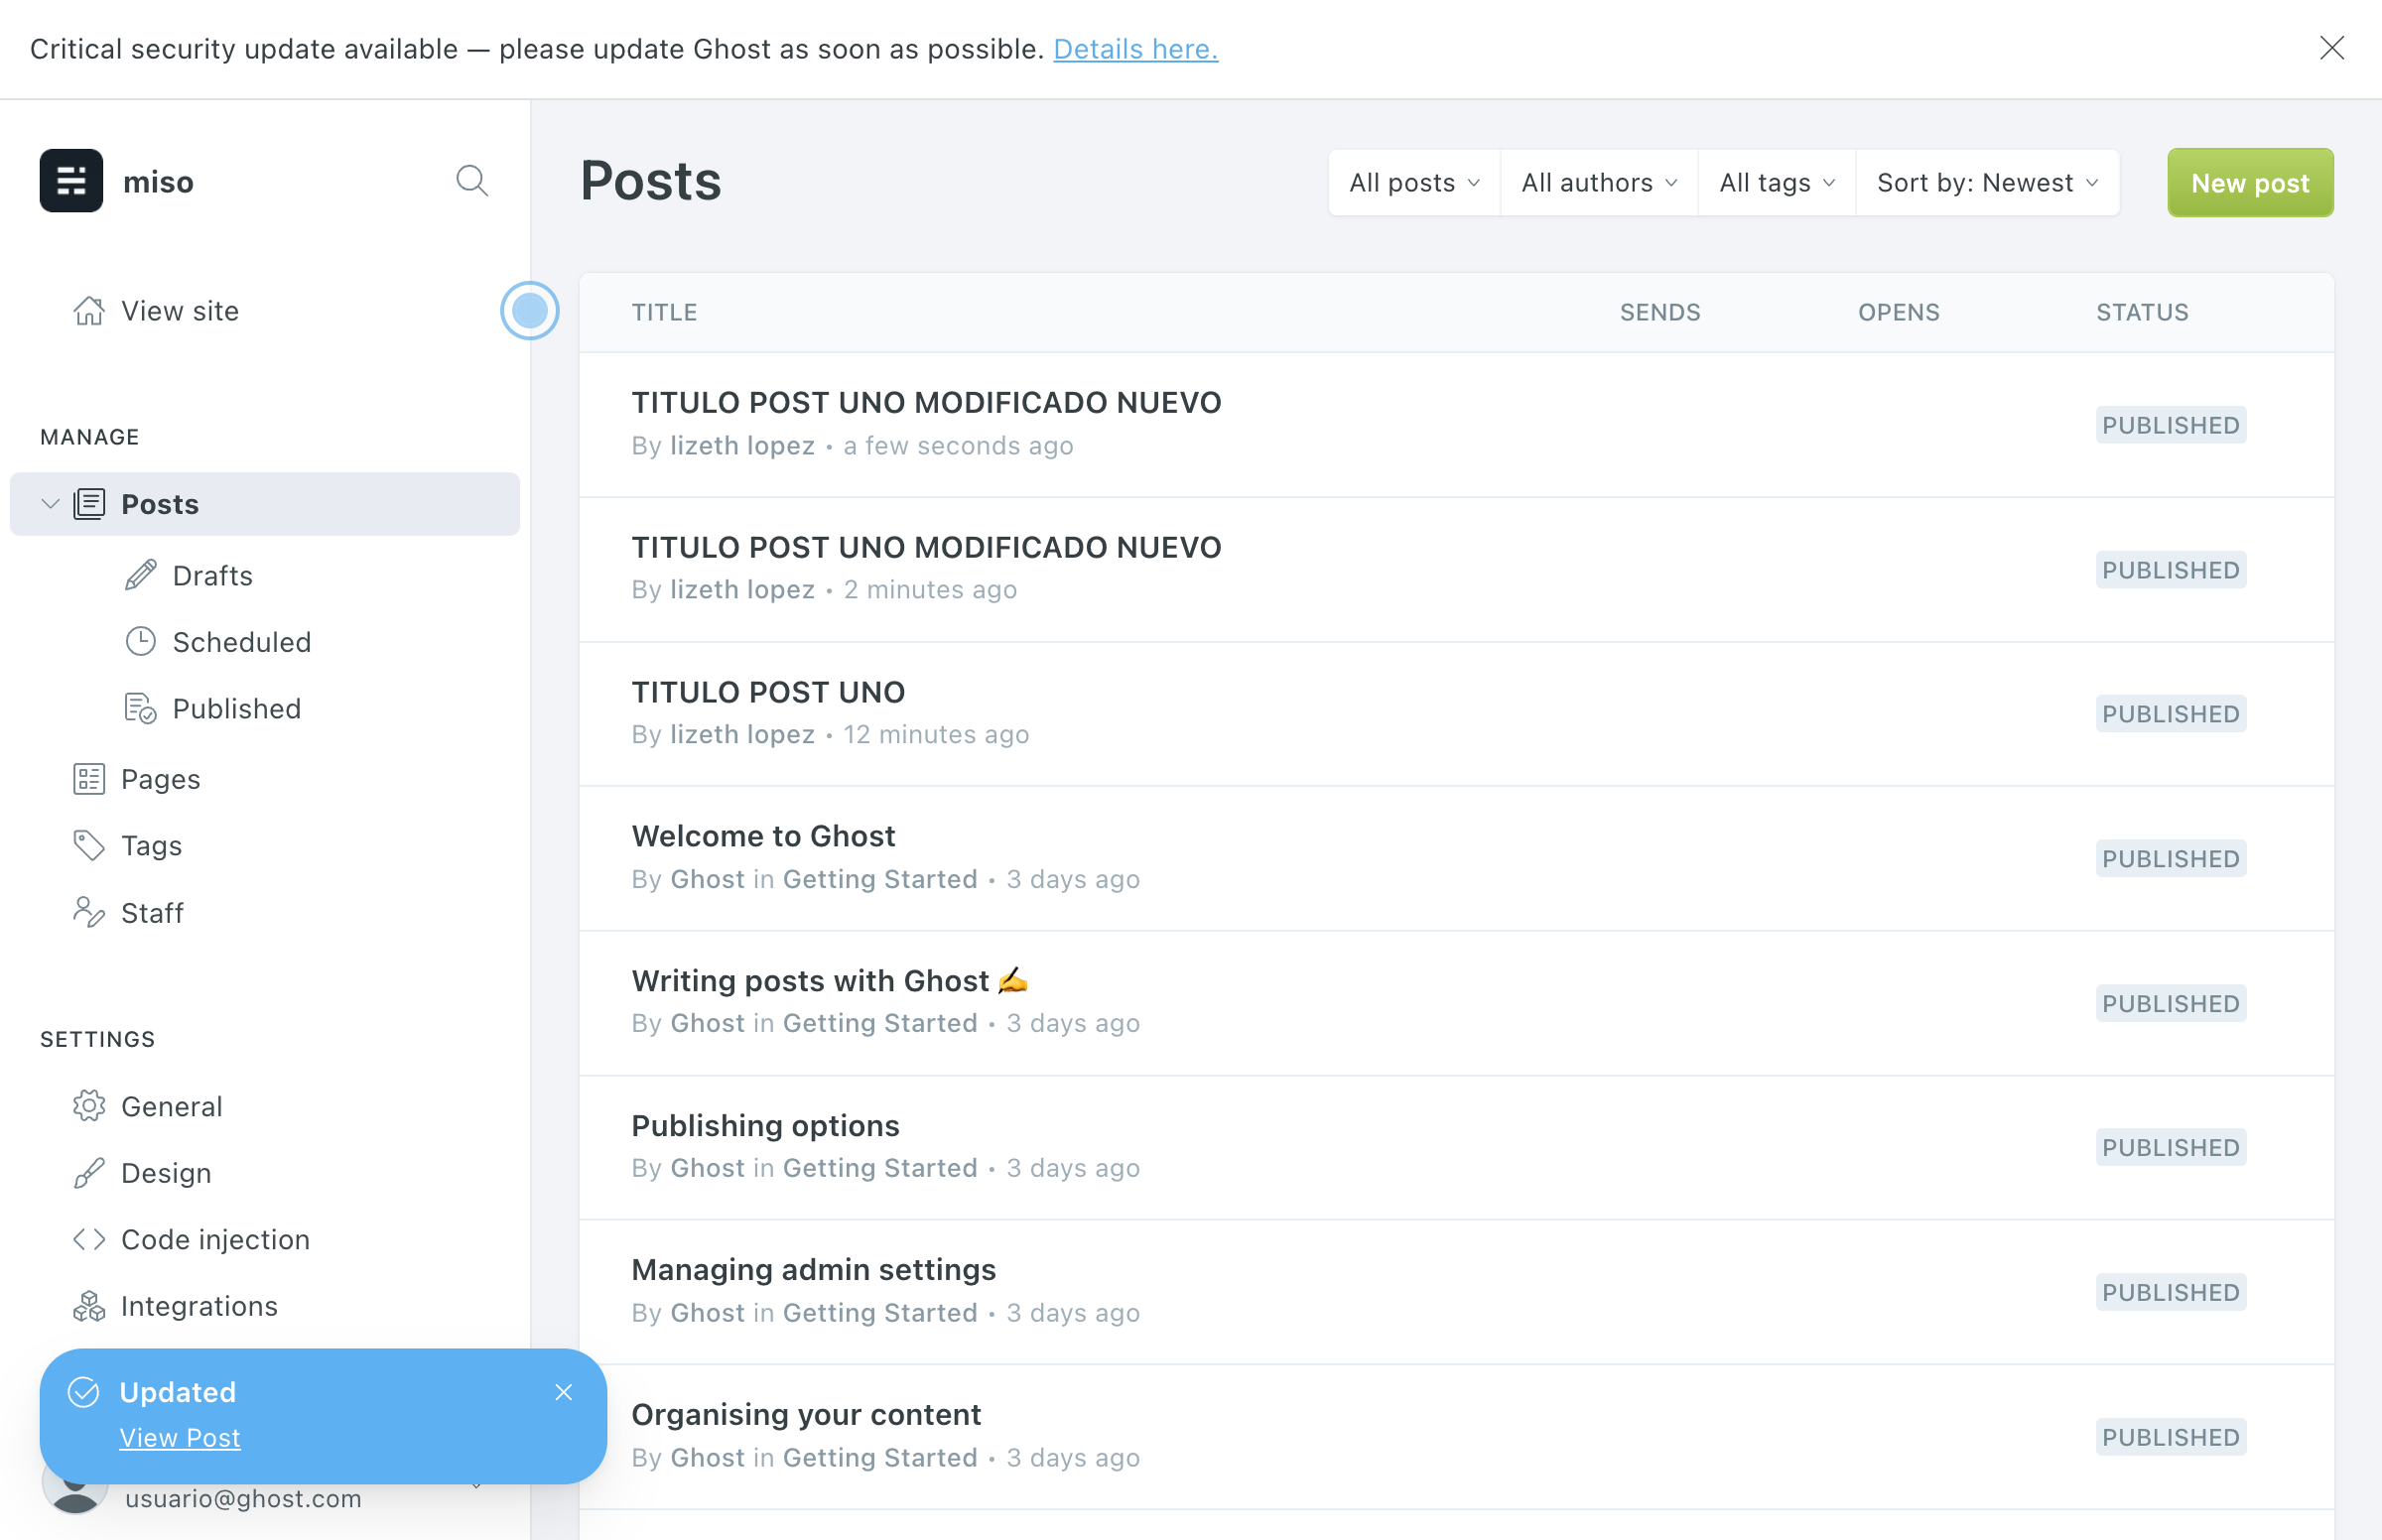 Critical security update available — please update Ghost as soon as possible. Details here.
miso
View site
MANAGE
Posts
Drafts
Scheduled
Published
Pages
Tags
Staff
SETTINGS
General
Design
Code injection
Integrations
Updated
View Post
usuario@ghost.com
Posts
All posts
All authors
All tags
Sort by: Newest
New post
TITLE SENDS OPENS STATUS
TITULO POST UNO MODIFICADO NUEVO
By lizeth lopez • a few seconds ago
PUBLISHED
TITULO POST UNO MODIFICADO NUEVO
By lizeth lopez • 2 minutes ago
PUBLISHED
TITULO POST UNO
By lizeth lopez • 12 minutes ago
PUBLISHED
Welcome to Ghost
By Ghost in Getting Started • 3 days ago
PUBLISHED
Writing posts with Ghost ✍️
By Ghost in Getting Started • 3 days ago
PUBLISHED
Publishing options
By Ghost in Getting Started • 3 days ago
PUBLISHED
Managing admin settings
By Ghost in Getting Started • 3 days ago
PUBLISHED
Organising your content
By Ghost in Getting Started • 3 days ago
PUBLISHED